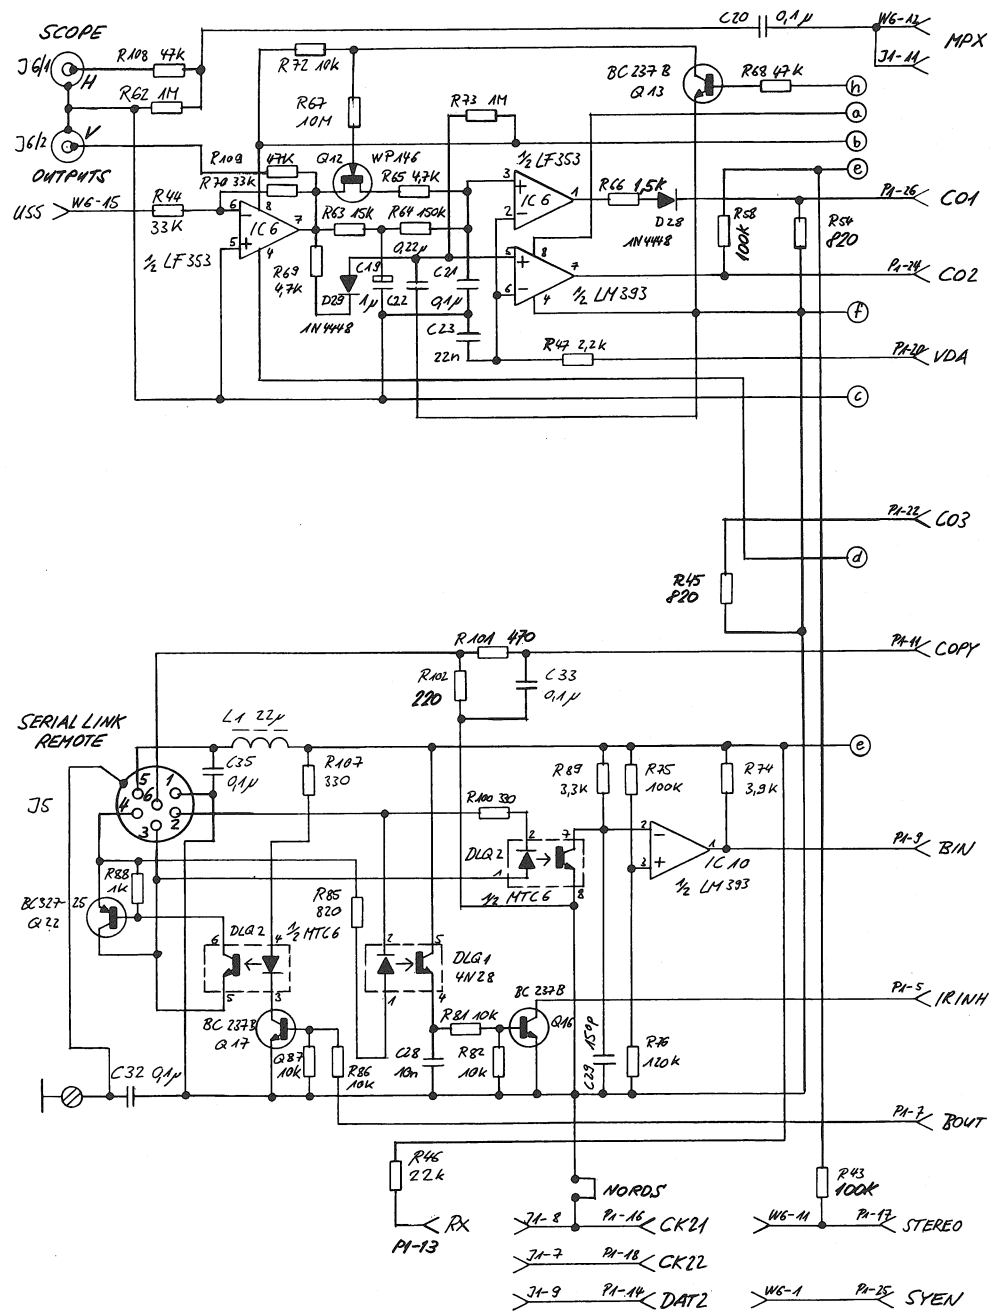 SCOPE
J6/1
H
R108 47K
R62 1M
J6/2
V
OUTPUTS
USS
W6-15
R44
33K
R109
47K
R70 33K
6
8
7
5
4
IC6
1/2 LF353
R72 10K
R67
10M
Q12
WP146
R65 4,7K
R63 15K
R64 150K
R69
4,7K
D29
1N4448
C19
1µ
0,22µ
C22
C21
0,1µ
C23
22n
R73 1M
1/2 LF353
3
2
1
IC6
R66 1,5K
D28
1N4448
5
6
8
4
7
1/2 LM393
R47 2,2K
C20 0,1µ
BC237B
Q13
R68 47K
W6-12
J1-11
MPX
h
a
b
e
R58
100K
R54
820
P1-26
CO1
P1-24
CO2
f
P1-20
VDA
c
P1-22
CO3
d
R45
820
P1-11
COPY
R101 470
R102
220
C33
0,1µ
SERIAL LINK
REMOTE
J5
5
1
6
4
2
3
L1 22µ
C35
0,1µ
R107
330
e
R100 330
R89
3,3K
R75
100K
R74
3,9K
DLQ2
2
7
1
8
1/2 MTC6
2
3
1
IC10
1/2 LM393
P1-9
BIN
R88
1K
BC327-25
Q22
DLQ2
1/2 MTC6
6
4
5
3
R85
820
2
5
1
4
DLQ1
4N28
BC237B
Q17
Q87
10K
R86
10K
C28
10n
R81 10K
R82
10K
BC237B
Q16
C29 150p
R76
120K
P1-5
IRINH
C32 0,1µ
P1-7
BOUT
R46
22K
RX
P1-13
NORDS
R43
100K
J1-8
P1-16
CK21
J1-7
P1-18
CK22
J1-9
P1-14
DAT2
W6-11
P1-17
STEREO
W6-1
P1-25
SYEN